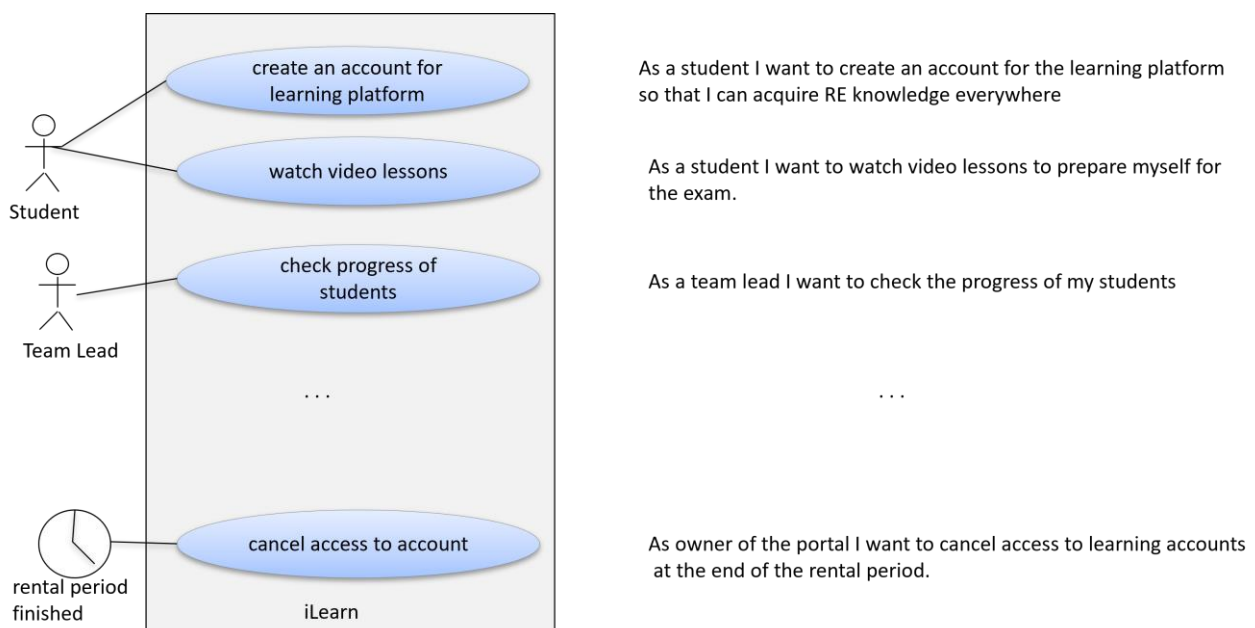 create an account for
learning platform
As a student I want to create an account for the learning platform
so that I can acquire RE knowledge everywhere
watch video lessons
As a student I want to watch video lessons to prepare myself for
the exam.
Student
check progress of
students
As a team lead I want to check the progress of my students
Team Lead
. . .
. . .
cancel access to account
As owner of the portal I want to cancel access to learning accounts
at the end of the rental period.
rental period
finished
iLearn